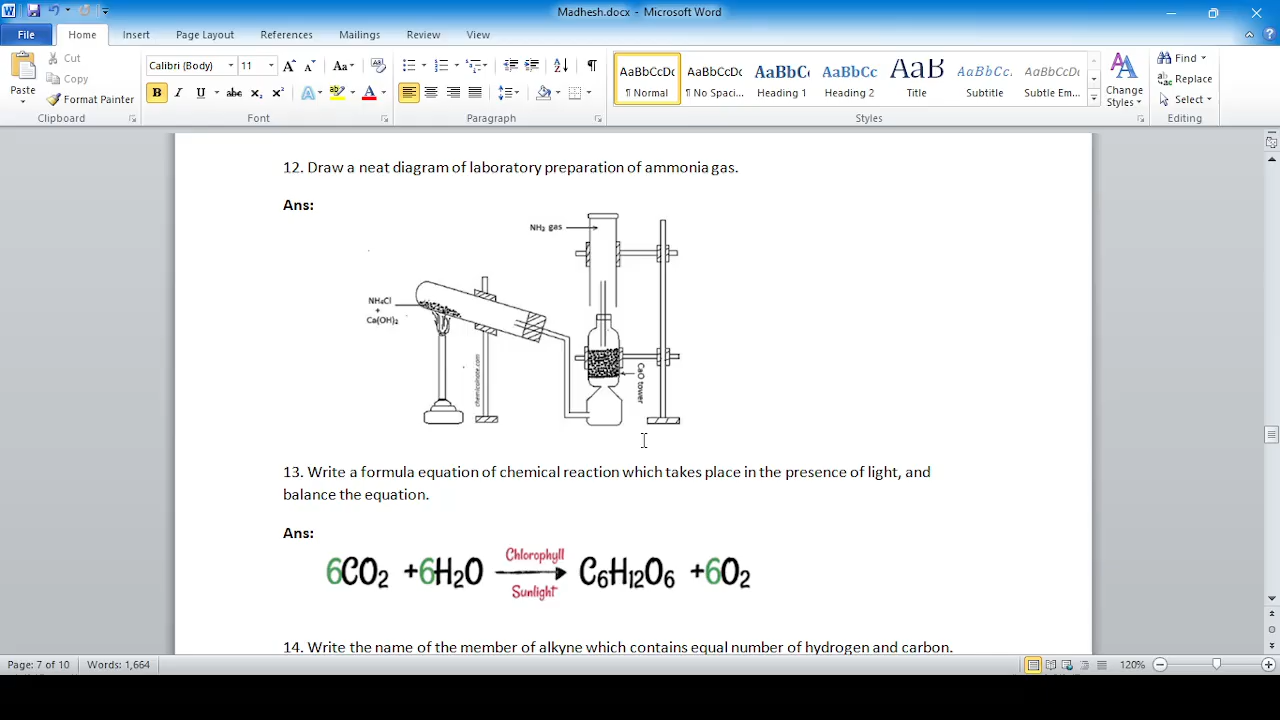 Madhesh.docx - Microsoft Word
File Home Insert Page Layout References Mailings Review View
Paste
Cut
Copy
Format Painter
Clipboard
Calibri (Body) 11
Font
Paragraph
AaBbCcDc
¶ Normal
AaBbCcDc
¶ No Spaci...
AaBbCc
Heading 1
AaBbCc
Heading 2
AaB
Title
AaBbCc.
Subtitle
AaBbCcDc
Subtle Em...
Change Styles
Styles
Find
Replace
Select
Editing
12. Draw a neat diagram of laboratory preparation of ammonia gas.
Ans:
NH₃ gas
NH₄Cl
+
Ca(OH)₂
chemicalnote.com
CaO tower
13. Write a formula equation of chemical reaction which takes place in the presence of light, and
balance the equation.
Ans:
Chlorophyll
6CO₂ +6H₂O → C₆H₁₂O₆ +6O₂
Sunlight
14. Write the name of the member of alkyne which contains equal number of hydrogen and carbon.
Page: 7 of 10 Words: 1,664 120%